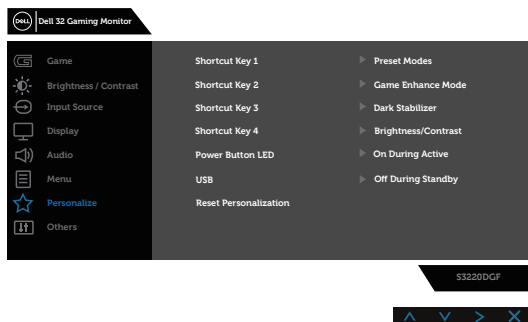 DELL Dell 32 Gaming Monitor
Game
Brightness / Contrast
Input Source
Display
Audio
Menu
Personalize
Others
Shortcut Key 1 Preset Modes
Shortcut Key 2 Game Enhance Mode
Shortcut Key 3 Dark Stabilizer
Shortcut Key 4 Brightness/Contrast
Power Button LED On During Active
USB Off During Standby
Reset Personalization
S3220DGF